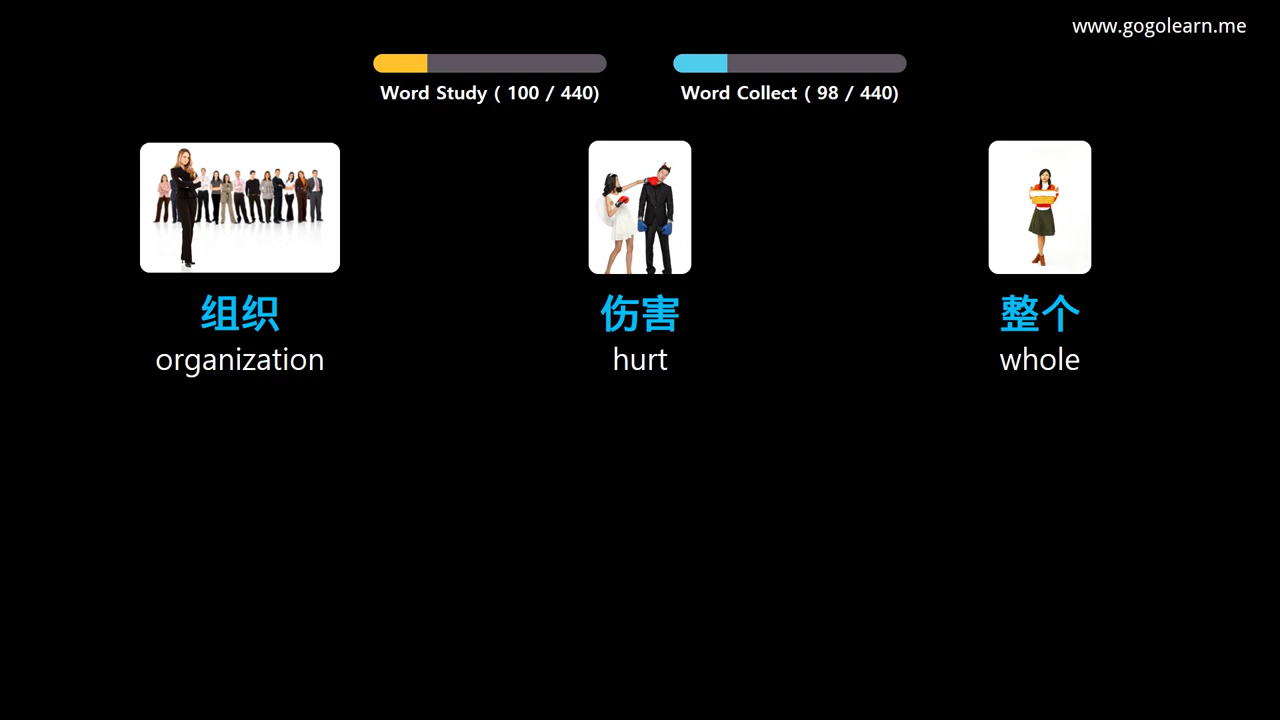 www.gogolearn.me
Word Study ( 100 / 440)
Word Collect ( 98 / 440)
组织
伤害
整个
organization
hurt
whole